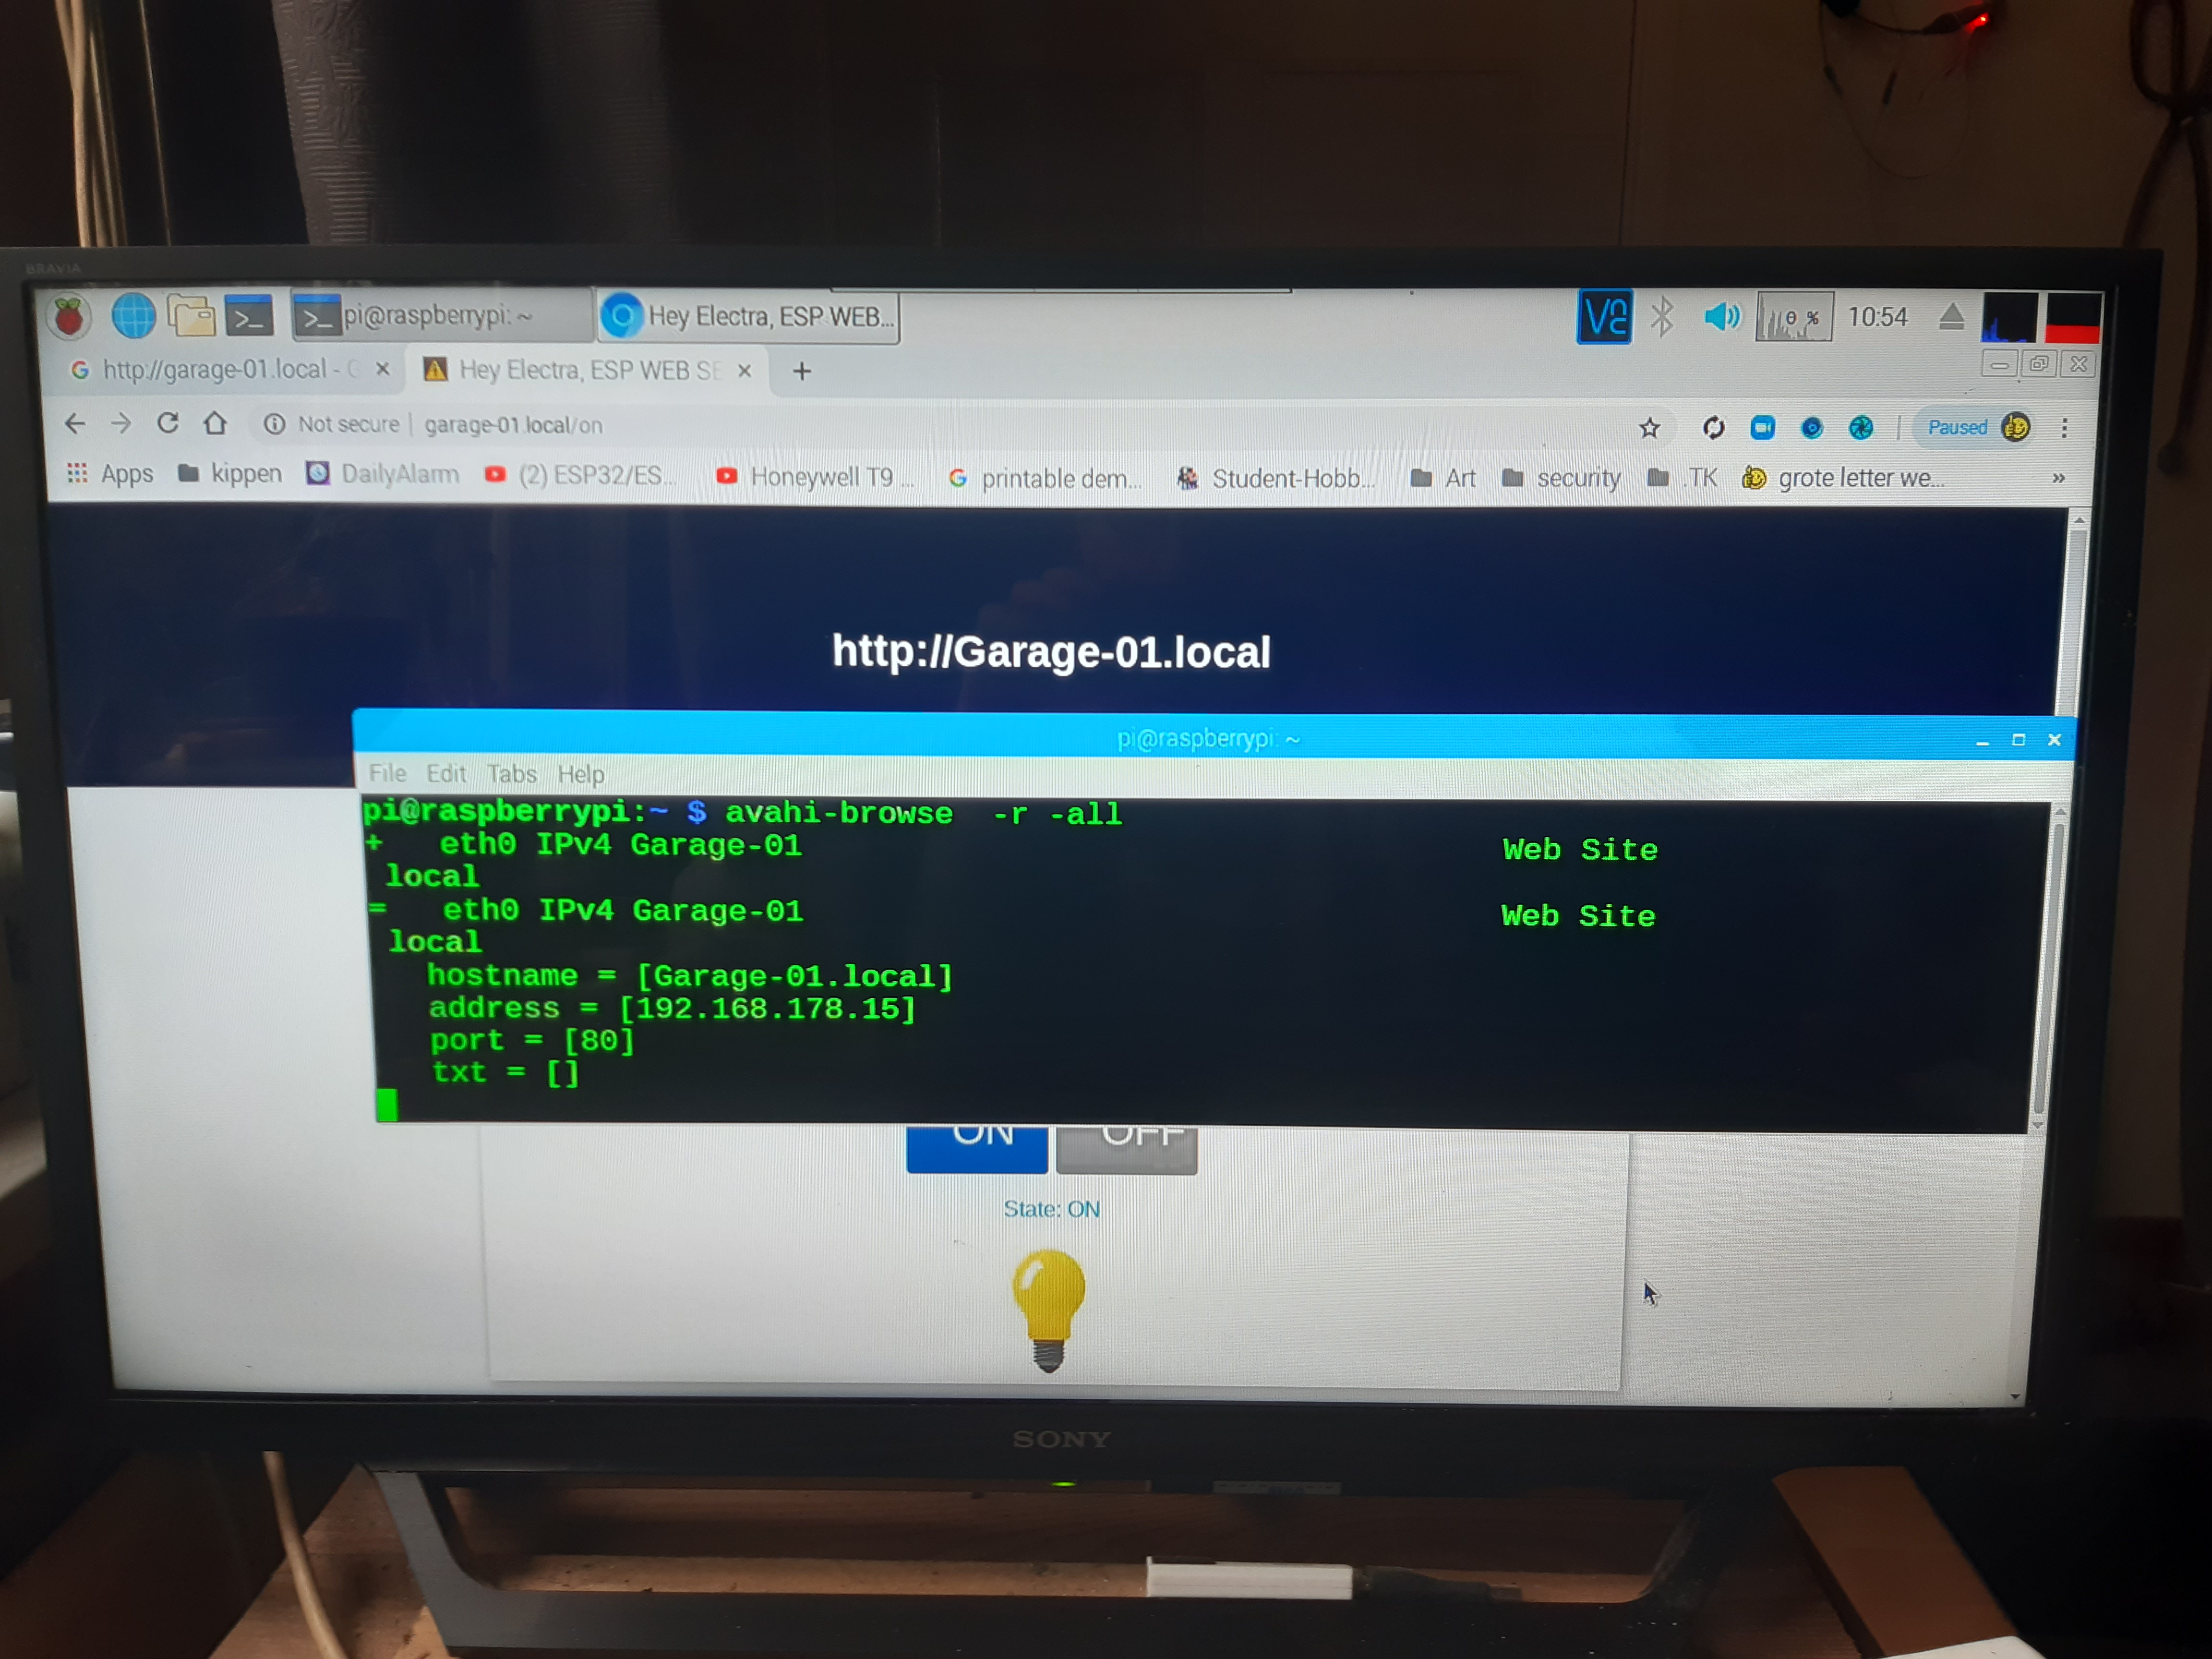 BRAVIA
pi@raspberrypi: ~ Hey Electra, ESP WEB... V2 0 % 10:54
http://garage-01.local - Hey Electra, ESP WEB SE
Not secure | garage-01.local/on Paused
Apps kippen DailyAlarm (2) ESP32/ES... Honeywell T9 ... printable dem... Student-Hobb... Art security .TK grote letter we... »
http://Garage-01.local
pi@raspberrypi: ~
File Edit Tabs Help
pi@raspberrypi:~ $ avahi-browse  -r -all
+ eth0 IPv4 Garage-01 Web Site
local
= eth0 IPv4 Garage-01 Web Site
local
hostname = [Garage-01.local]
address = [192.168.178.15]
port = [80]
txt = []
ON OFF
State: ON
SONY